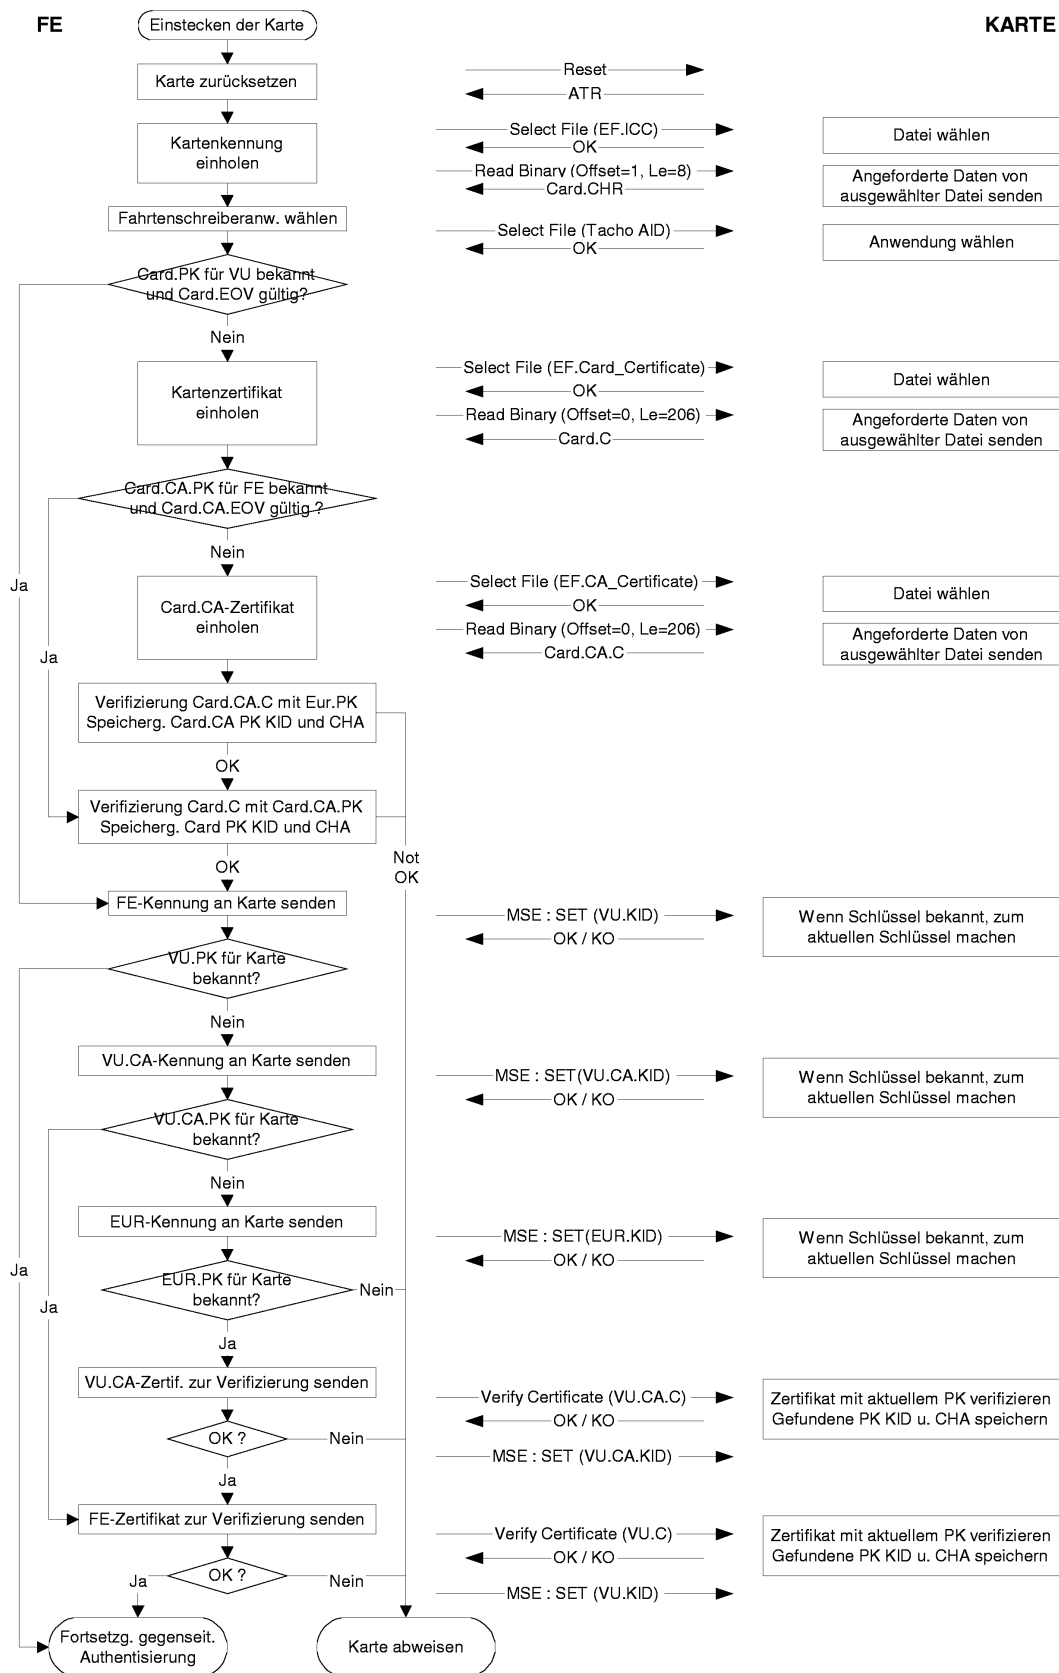 FE
Einstecken der Karte
KARTE
Karte zurücksetzen
Reset
ATR
Kartenkennung
einholen
Select File (EF.ICC)
OK
Datei wählen
Read Binary (Offset=1, Le=8)
Card.CHR
Angeforderte Daten von
ausgewählter Datei senden
Fahrtenschreiberanw. wählen
Select File (Tacho AID)
OK
Anwendung wählen
Card.PK für VU bekannt
und Card.EOV gültig?
Nein
Kartenzertifikat
einholen
Select File (EF.Card_Certificate)
OK
Datei wählen
Read Binary (Offset=0, Le=206)
Card.C
Angeforderte Daten von
ausgewählter Datei senden
Card.CA.PK für FE bekannt
und Card.CA.EOV gültig ?
Nein
Ja
Card.CA-Zertifikat
einholen
Select File (EF.CA_Certificate)
OK
Datei wählen
Read Binary (Offset=0, Le=206)
Card.CA.C
Angeforderte Daten von
ausgewählter Datei senden
Ja
Verifizierung Card.CA.C mit Eur.PK
Speicherg. Card.CA PK KID und CHA
OK
Verifizierung Card.C mit Card.CA.PK
Speicherg. Card PK KID und CHA
OK
Not
OK
FE-Kennung an Karte senden
MSE : SET (VU.KID)
OK / KO
Wenn Schlüssel bekannt, zum
aktuellen Schlüssel machen
VU.PK für Karte
bekannt?
Nein
VU.CA-Kennung an Karte senden
MSE : SET(VU.CA.KID)
OK / KO
Wenn Schlüssel bekannt, zum
aktuellen Schlüssel machen
VU.CA.PK für Karte
bekannt?
Nein
EUR-Kennung an Karte senden
MSE : SET(EUR.KID)
OK / KO
Wenn Schlüssel bekannt, zum
aktuellen Schlüssel machen
Ja
EUR.PK für Karte
bekannt?
Nein
Ja
Ja
VU.CA-Zertif. zur Verifizierung senden
Verify Certificate (VU.CA.C)
OK / KO
Zertifikat mit aktuellem PK verifizieren
Gefundene PK KID u. CHA speichern
OK ?
Nein
MSE : SET (VU.CA.KID)
Ja
FE-Zertifikat zur Verifizierung senden
Verify Certificate (VU.C)
OK / KO
Zertifikat mit aktuellem PK verifizieren
Gefundene PK KID u. CHA speichern
OK ?
Ja
Nein
MSE : SET (VU.KID)
Fortsetzg. gegenseit.
Authentisierung
Karte abweisen